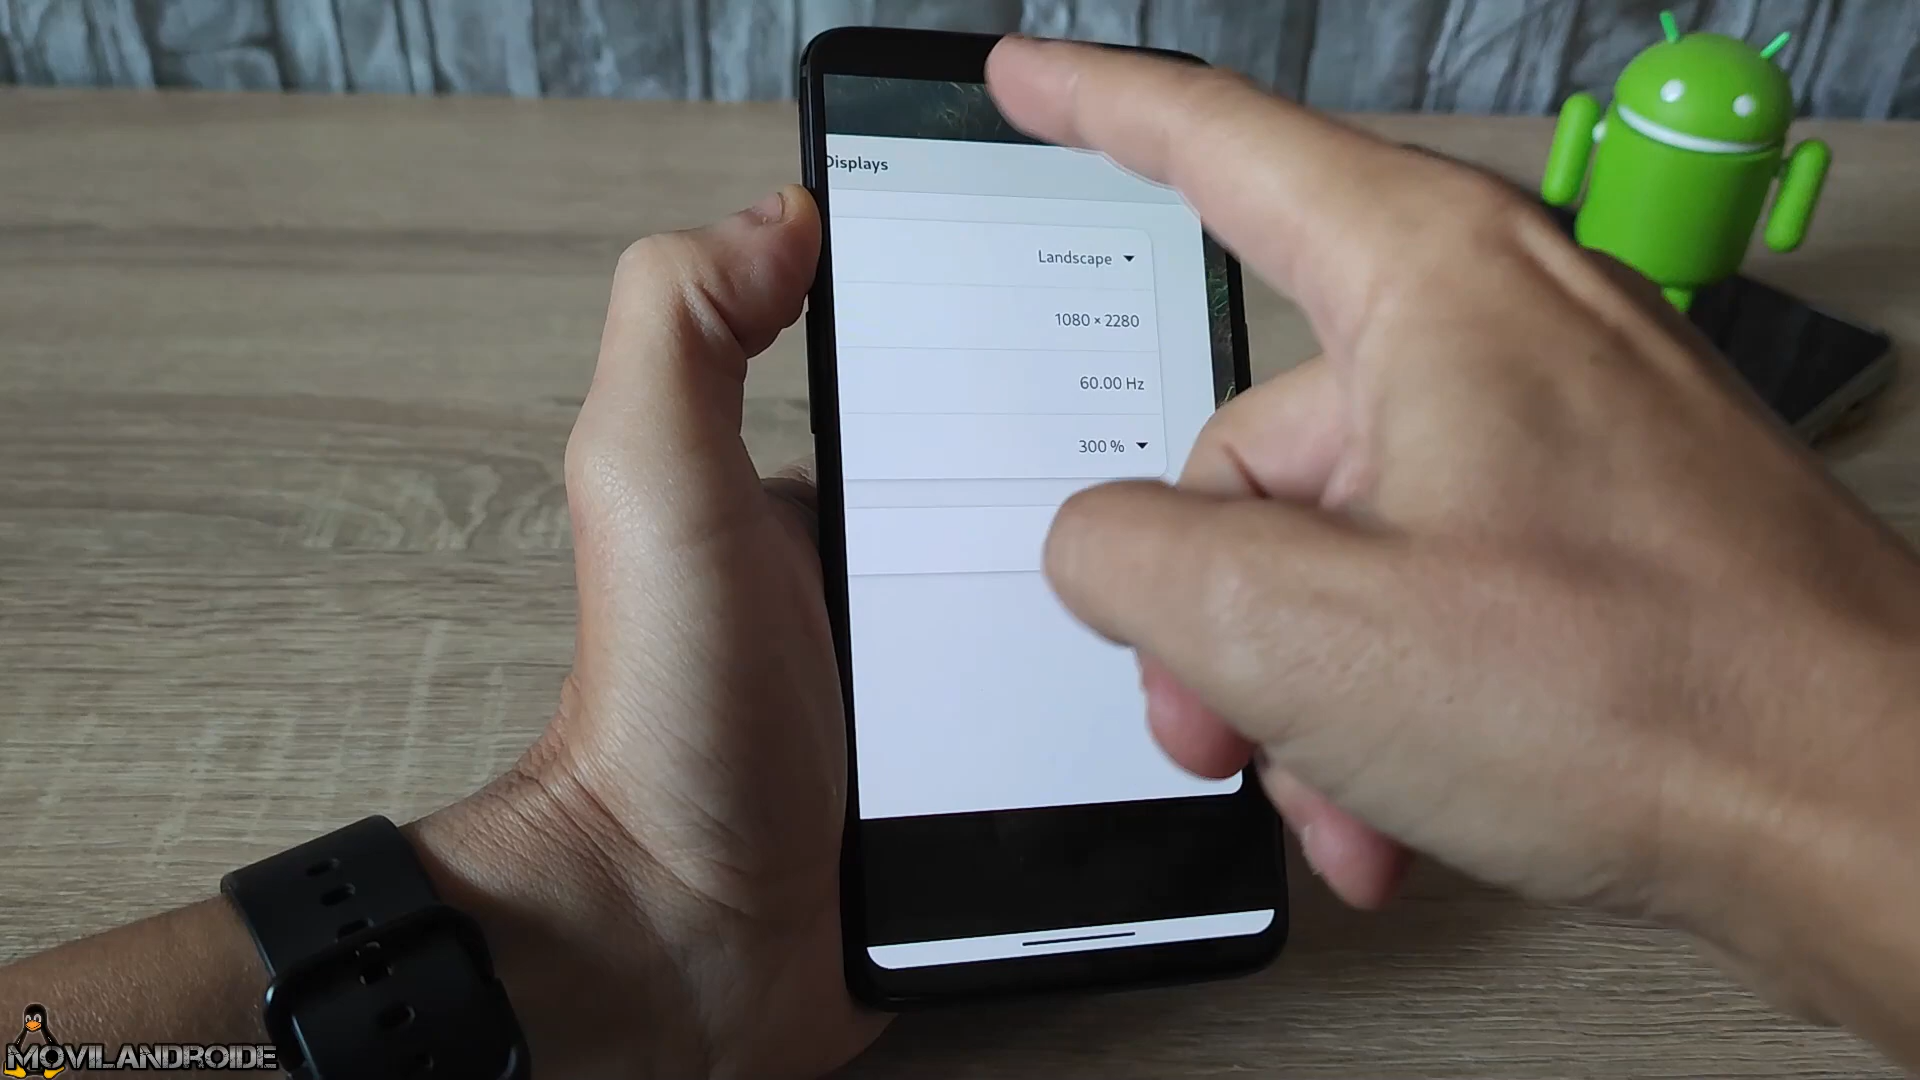 Displays
Landscape
1080 × 2280
60.00 Hz
300 %
MOVILANDROIDE